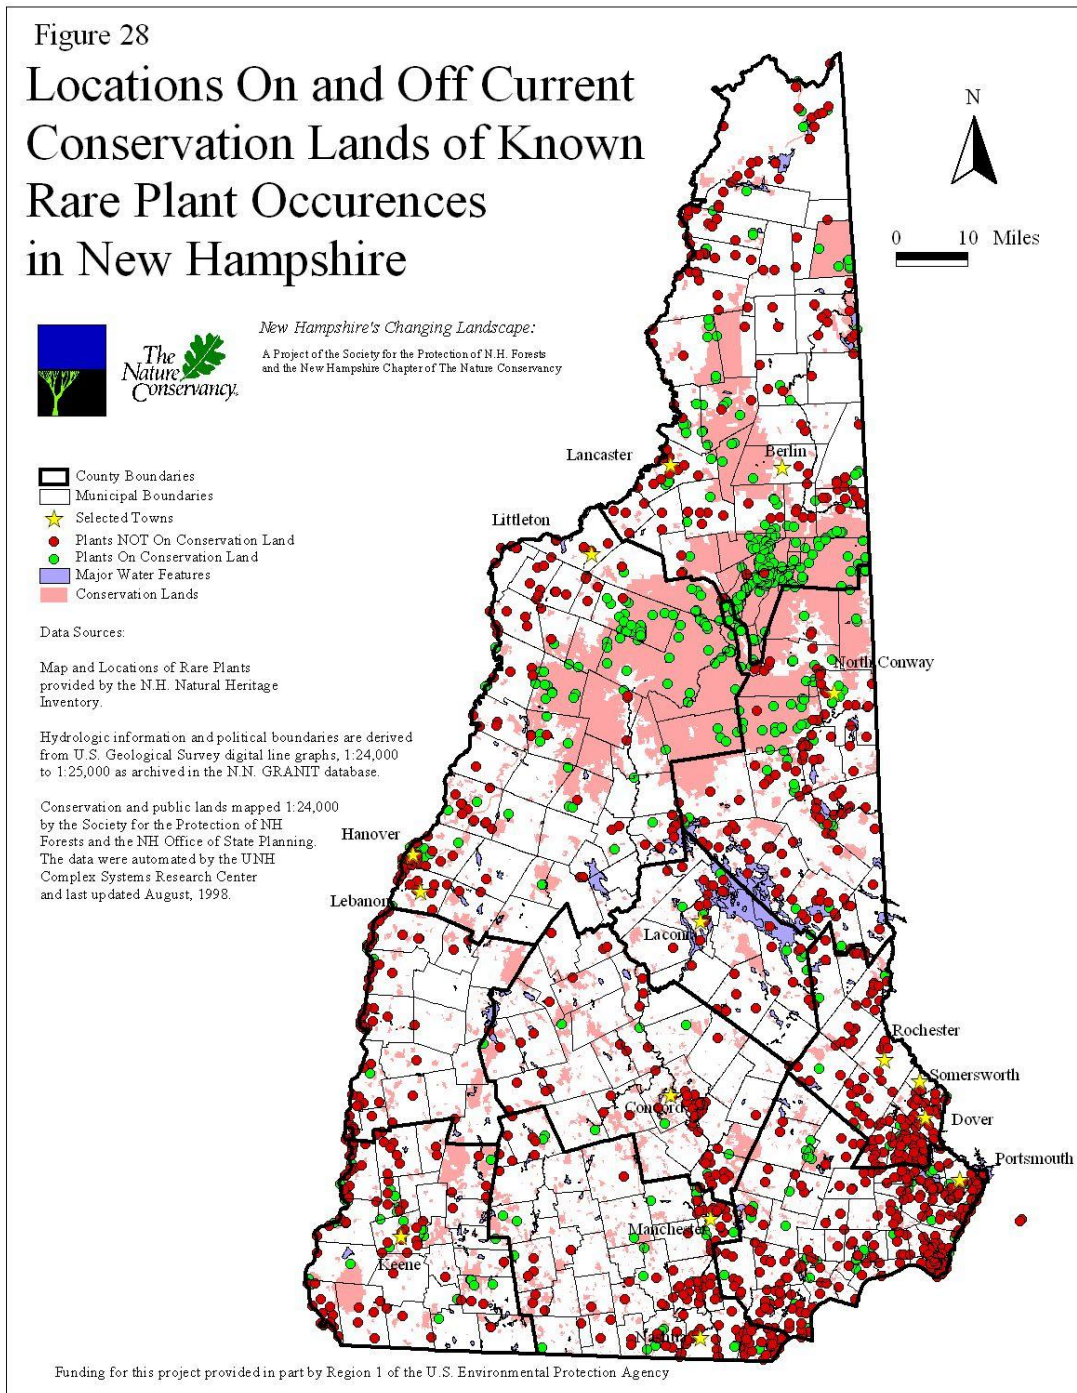 Figure 28
Locations On and Off Current
Conservation Lands of Known
Rare Plant Occurences
in New Hampshire
N
0 10 Miles
The
Nature
Conservancy
New Hampshire's Changing Landscape:
A Project of the Society for the Protection of N.H. Forests
and the New Hampshire Chapter of The Nature Conservancy
County Boundaries
Municipal Boundaries
Selected Towns
Plants NOT On Conservation Land
Plants On Conservation Land
Major Water Features
Conservation Lands
Data Sources:
Map and Locations of Rare Plants
provided by the N.H. Natural Heritage
Inventory.
Hydrologic information and political boundaries are derived
from U.S. Geological Survey digital line graphs, 1:24,000
to 1:25,000 as archived in the N.N. GRANIT database.
Conservation and public lands mapped 1:24,000
by the Society for the Protection of NH
Forests and the NH Office of State Planning.
The data were automated by the UNH
Complex Systems Research Center
and last updated August, 1998.
Lancaster
Berlin
Littleton
North Conway
Hanover
Lebanon
Laconia
Rochester
Somersworth
Concord
Dover
Portsmouth
Manchester
Keene
Nashua
Funding for this project provided in part by Region 1 of the U.S. Environmental Protection Agency